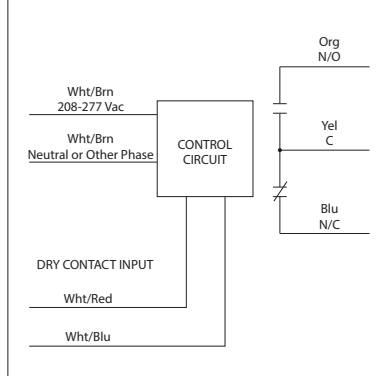 Org
N/O
Wht/Brn
208-277 Vac
Wht/Brn
Neutral or Other Phase
CONTROL
CIRCUIT
Yel
C
Blu
N/C
DRY CONTACT INPUT
Wht/Red
Wht/Blu